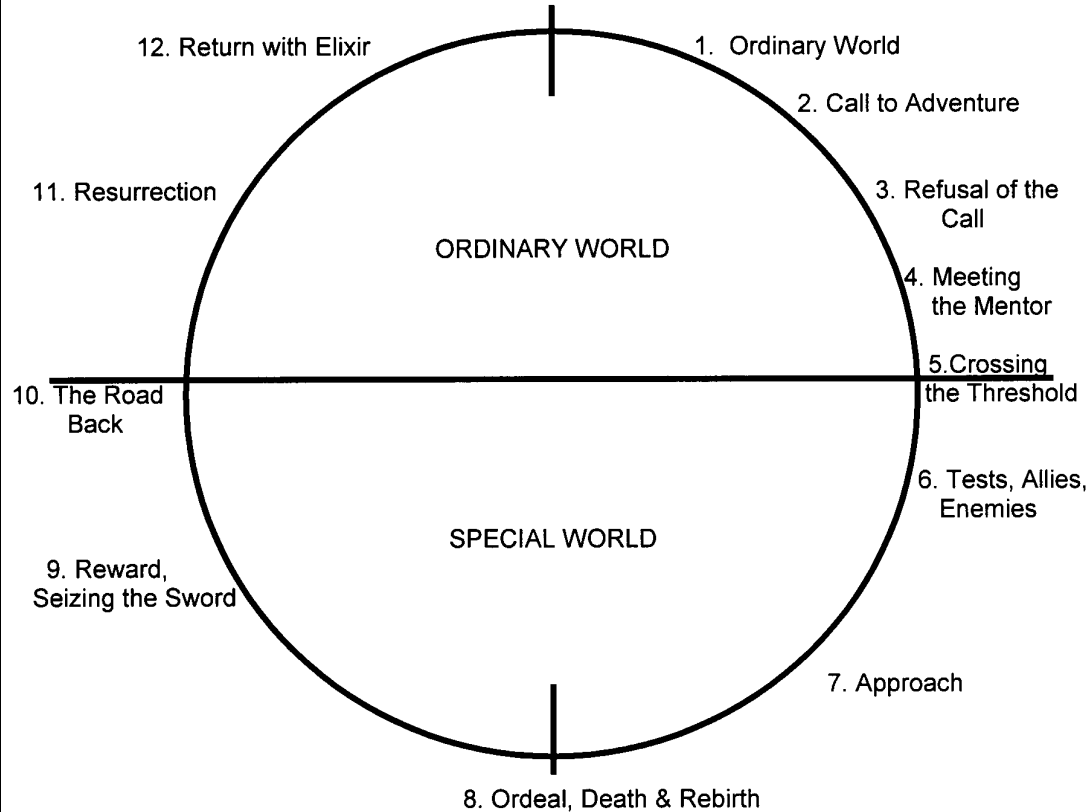 12. Return with Elixir
1. Ordinary World
2. Call to Adventure
3. Refusal of the
Call
11. Resurrection
ORDINARY WORLD
4. Meeting
the Mentor
5.Crossing
the Threshold
10. The Road
Back
6. Tests, Allies,
Enemies
SPECIAL WORLD
9. Reward,
Seizing the Sword
7. Approach
8. Ordeal, Death & Rebirth